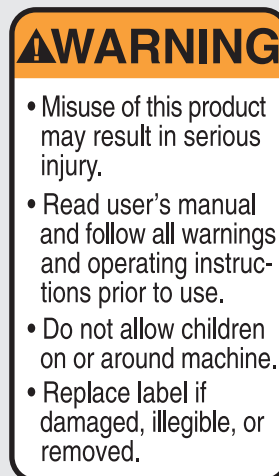 WARNING
• Misuse of this product
may result in serious
injury.
• Read user's manual
and follow all warnings
and operating instruc-
tions prior to use.
• Do not allow children
on or around machine.
• Replace label if
damaged, illegible, or
removed.